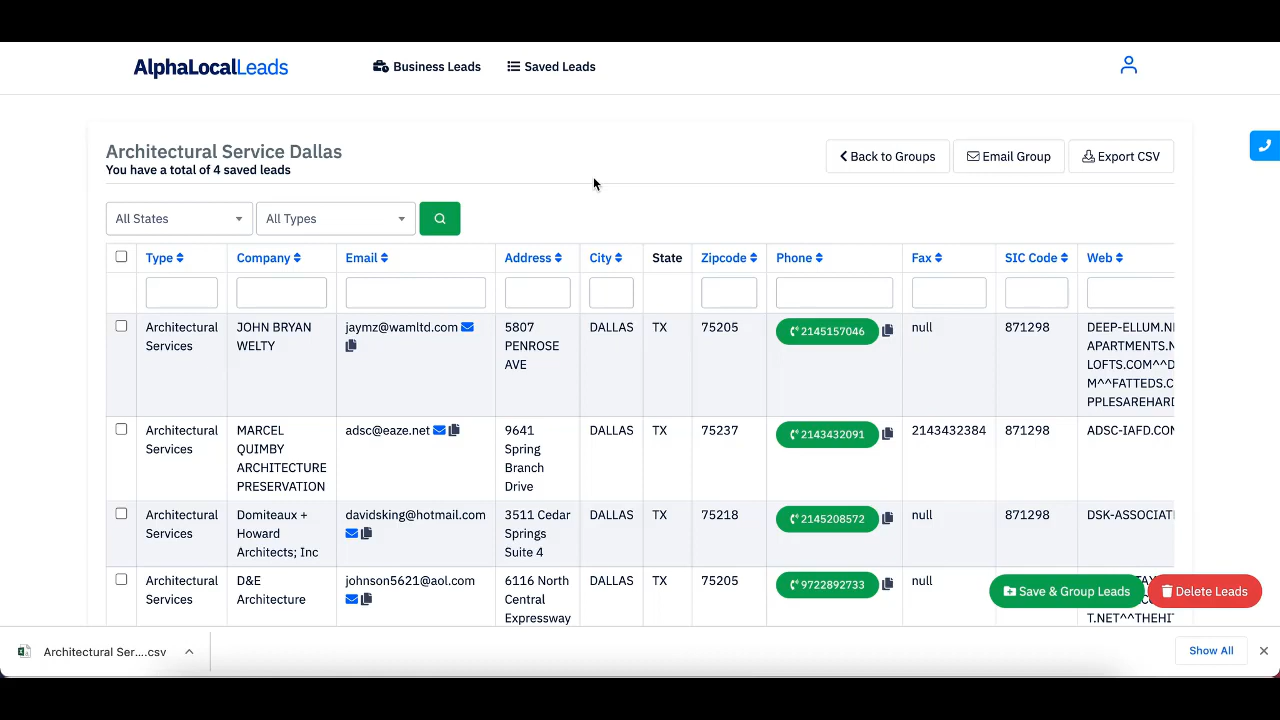 AlphaLocalLeads
Business Leads
Saved Leads
Architectural Service Dallas
You have a total of 4 saved leads
Back to Groups
Email Group
Export CSV
All States
All Types
Type
Company
Email
Address
City
State
Zipcode
Phone
Fax
SIC Code
Web
Architectural
Services
JOHN BRYAN
WELTY
jaymz@wamltd.com
5807
PENROSE
AVE
DALLAS
TX
75205
2145157046
null
871298
DEEP-ELLUM.N
APARTMENTS.N
LOFTS.COM^^D
M^^FATTEDS.C
PPLESAREHARD
Architectural
Services
MARCEL
QUIMBY
ARCHITECTURE
PRESERVATION
adsc@eaze.net
9641
Spring
Branch
Drive
DALLAS
TX
75237
2143432091
2143432384
871298
ADSC-IAFD.COM
Architectural
Services
Domiteaux +
Howard
Architects; Inc
davidsking@hotmail.com
3511 Cedar
Springs
Suite 4
DALLAS
TX
75218
2145208572
null
871298
DSK-ASSOCIATI
Architectural
Services
D&E
Architecture
johnson5621@aol.com
6116 North
Central
Expressway
DALLAS
TX
75205
9722892733
null
T.NET^^THEHIT
Save & Group Leads
Delete Leads
Architectural Ser....csv
Show All